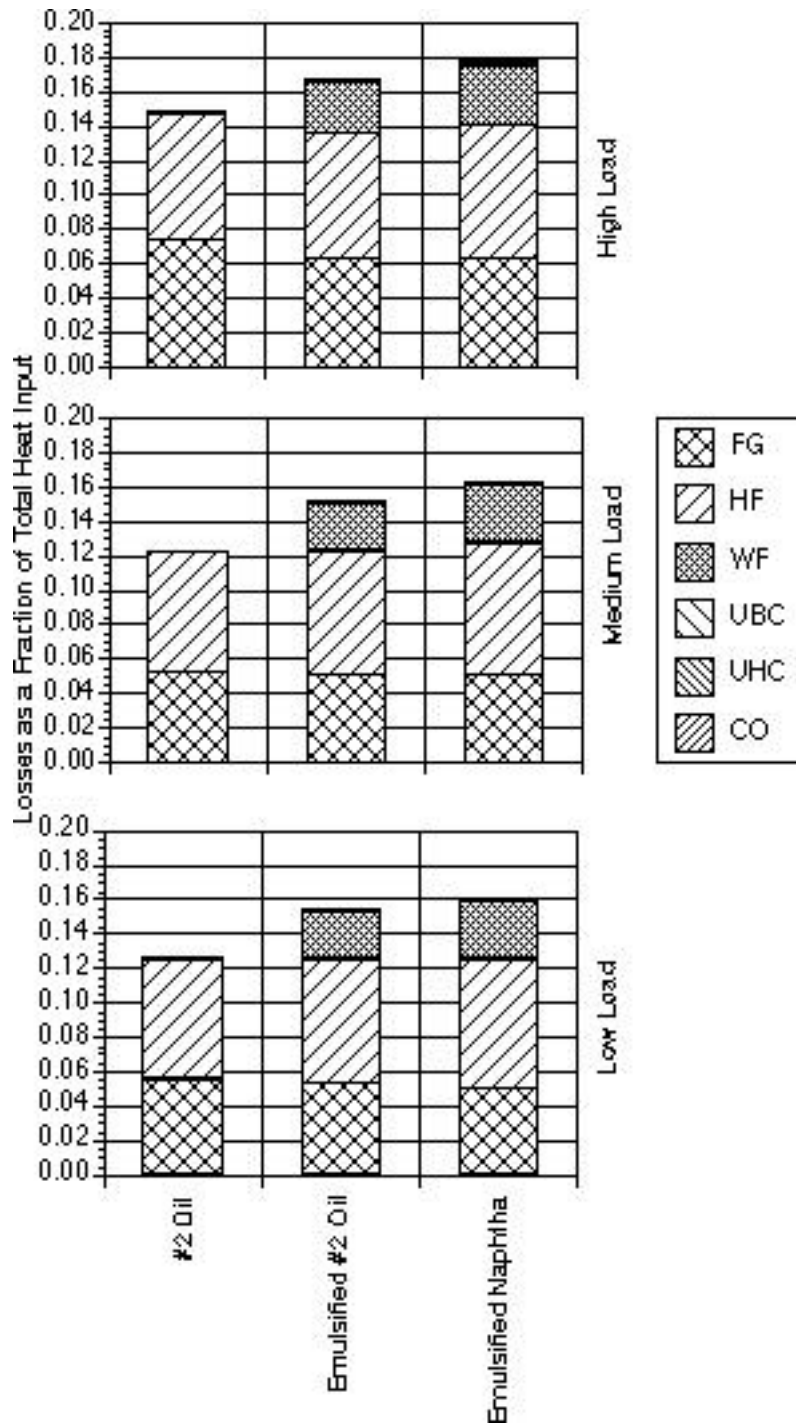 Losses as a Fraction of Total Heat Input
0.20
0.18
0.16
0.14
0.12
0.10
0.08
0.06
0.04
0.02
0.00
High Load
0.20
0.18
0.16
0.14
0.12
0.10
0.08
0.06
0.04
0.02
0.00
Medium Load
FG
HF
WF
UBC
UHC
CO
0.20
0.18
0.16
0.14
0.12
0.10
0.08
0.06
0.04
0.02
0.00
Low Load
#2 Oil
Emulsified #2 Oil
Emulsified Naphtha